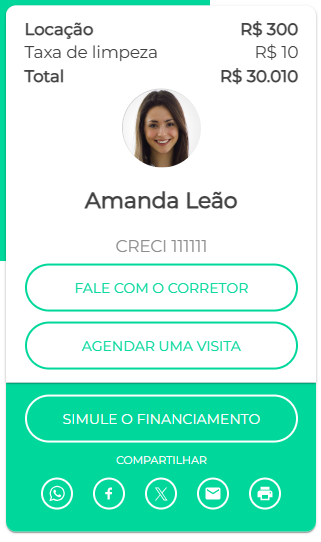 Locação R$ 300
Taxa de limpeza R$ 10
Total R$ 30.010
Amanda Leão
CRECI 111111
FALE COM O CORRETOR
AGENDAR UMA VISITA
SIMULE O FINANCIAMENTO
COMPARTILHAR